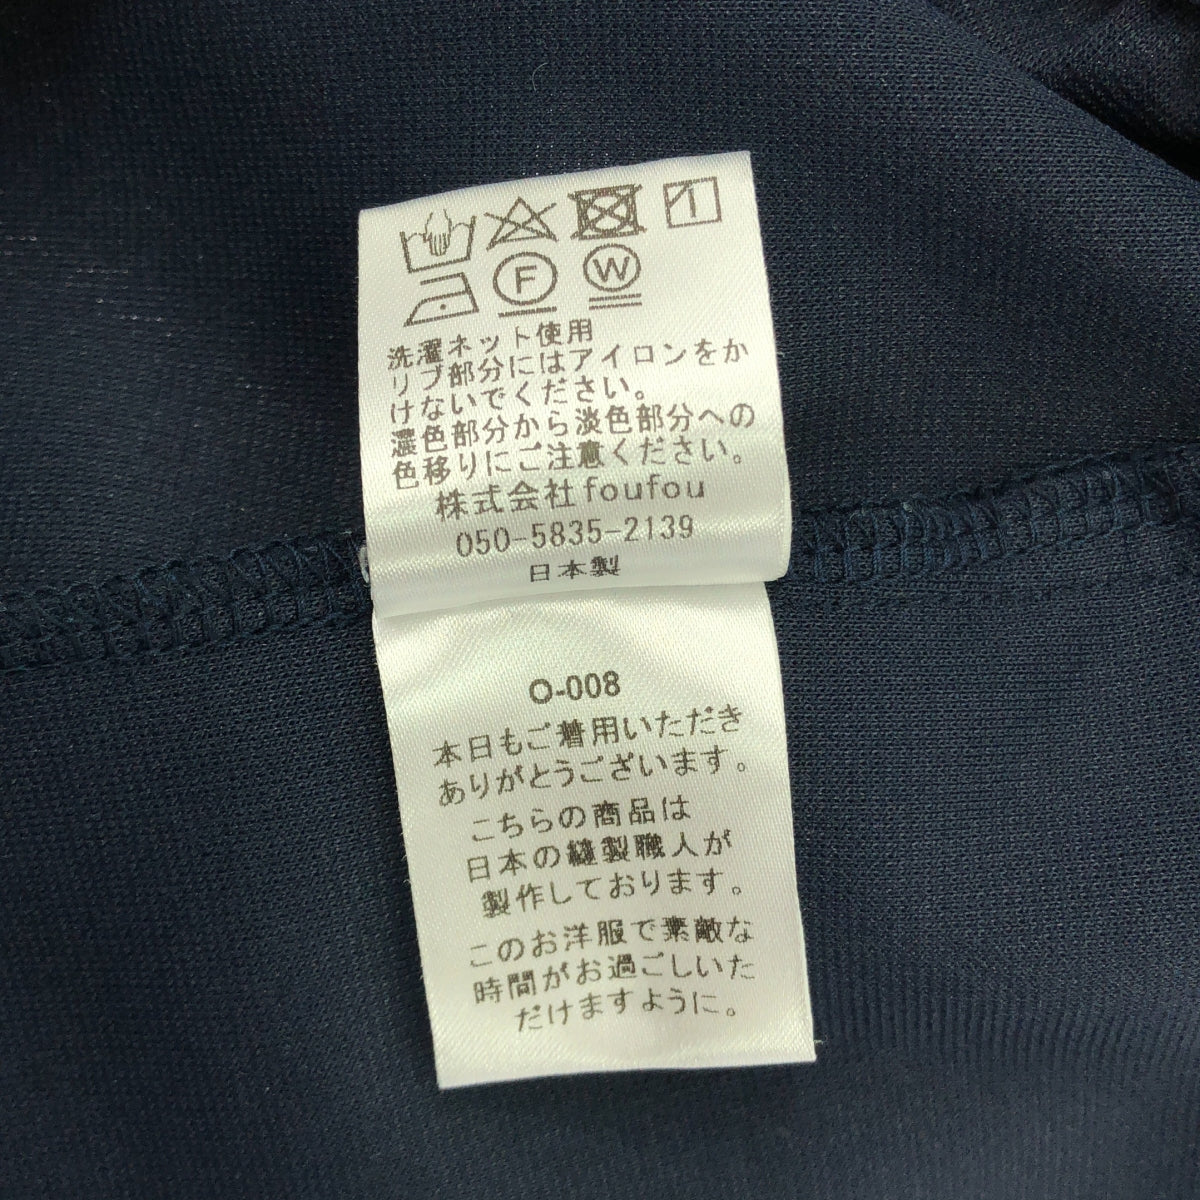 F W
洗濯ネット使用
リブ部分にはアイロンをか
けないでください。
濃色部分から淡色部分への
色移りにご注意ください。
株式会社foufou
050-5835-2139
日本製
O-008
本日もご着用いただき
ありがとうございます。
こちらの商品は
日本の縫製職人が
製作しております。
このお洋服で素敵な
時間がお過ごしいた
だけますように。